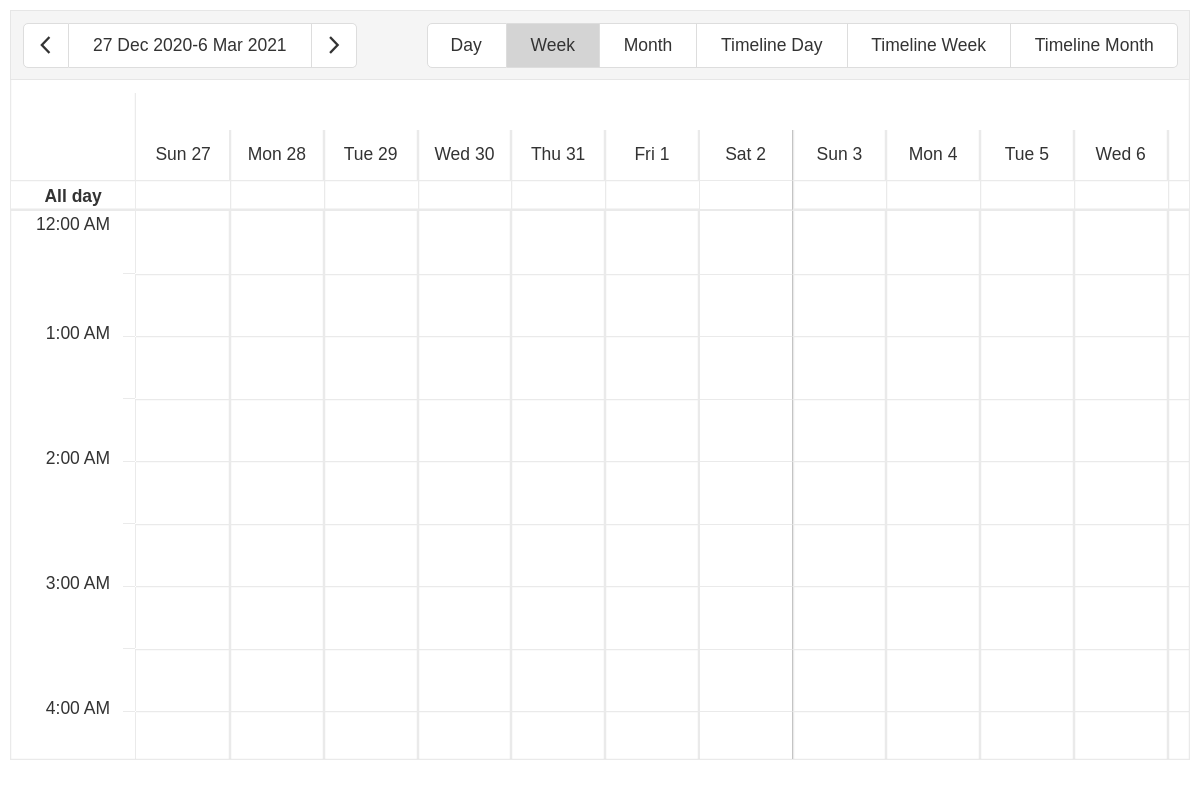 27 Dec 2020-6 Mar 2021 Day Week Month Timeline Day Timeline Week Timeline Month
Sun 27 Mon 28 Tue 29 Wed 30 Thu 31 Fri 1 Sat 2 Sun 3 Mon 4 Tue 5 Wed 6
All day
12:00 AM
1:00 AM
2:00 AM
3:00 AM
4:00 AM